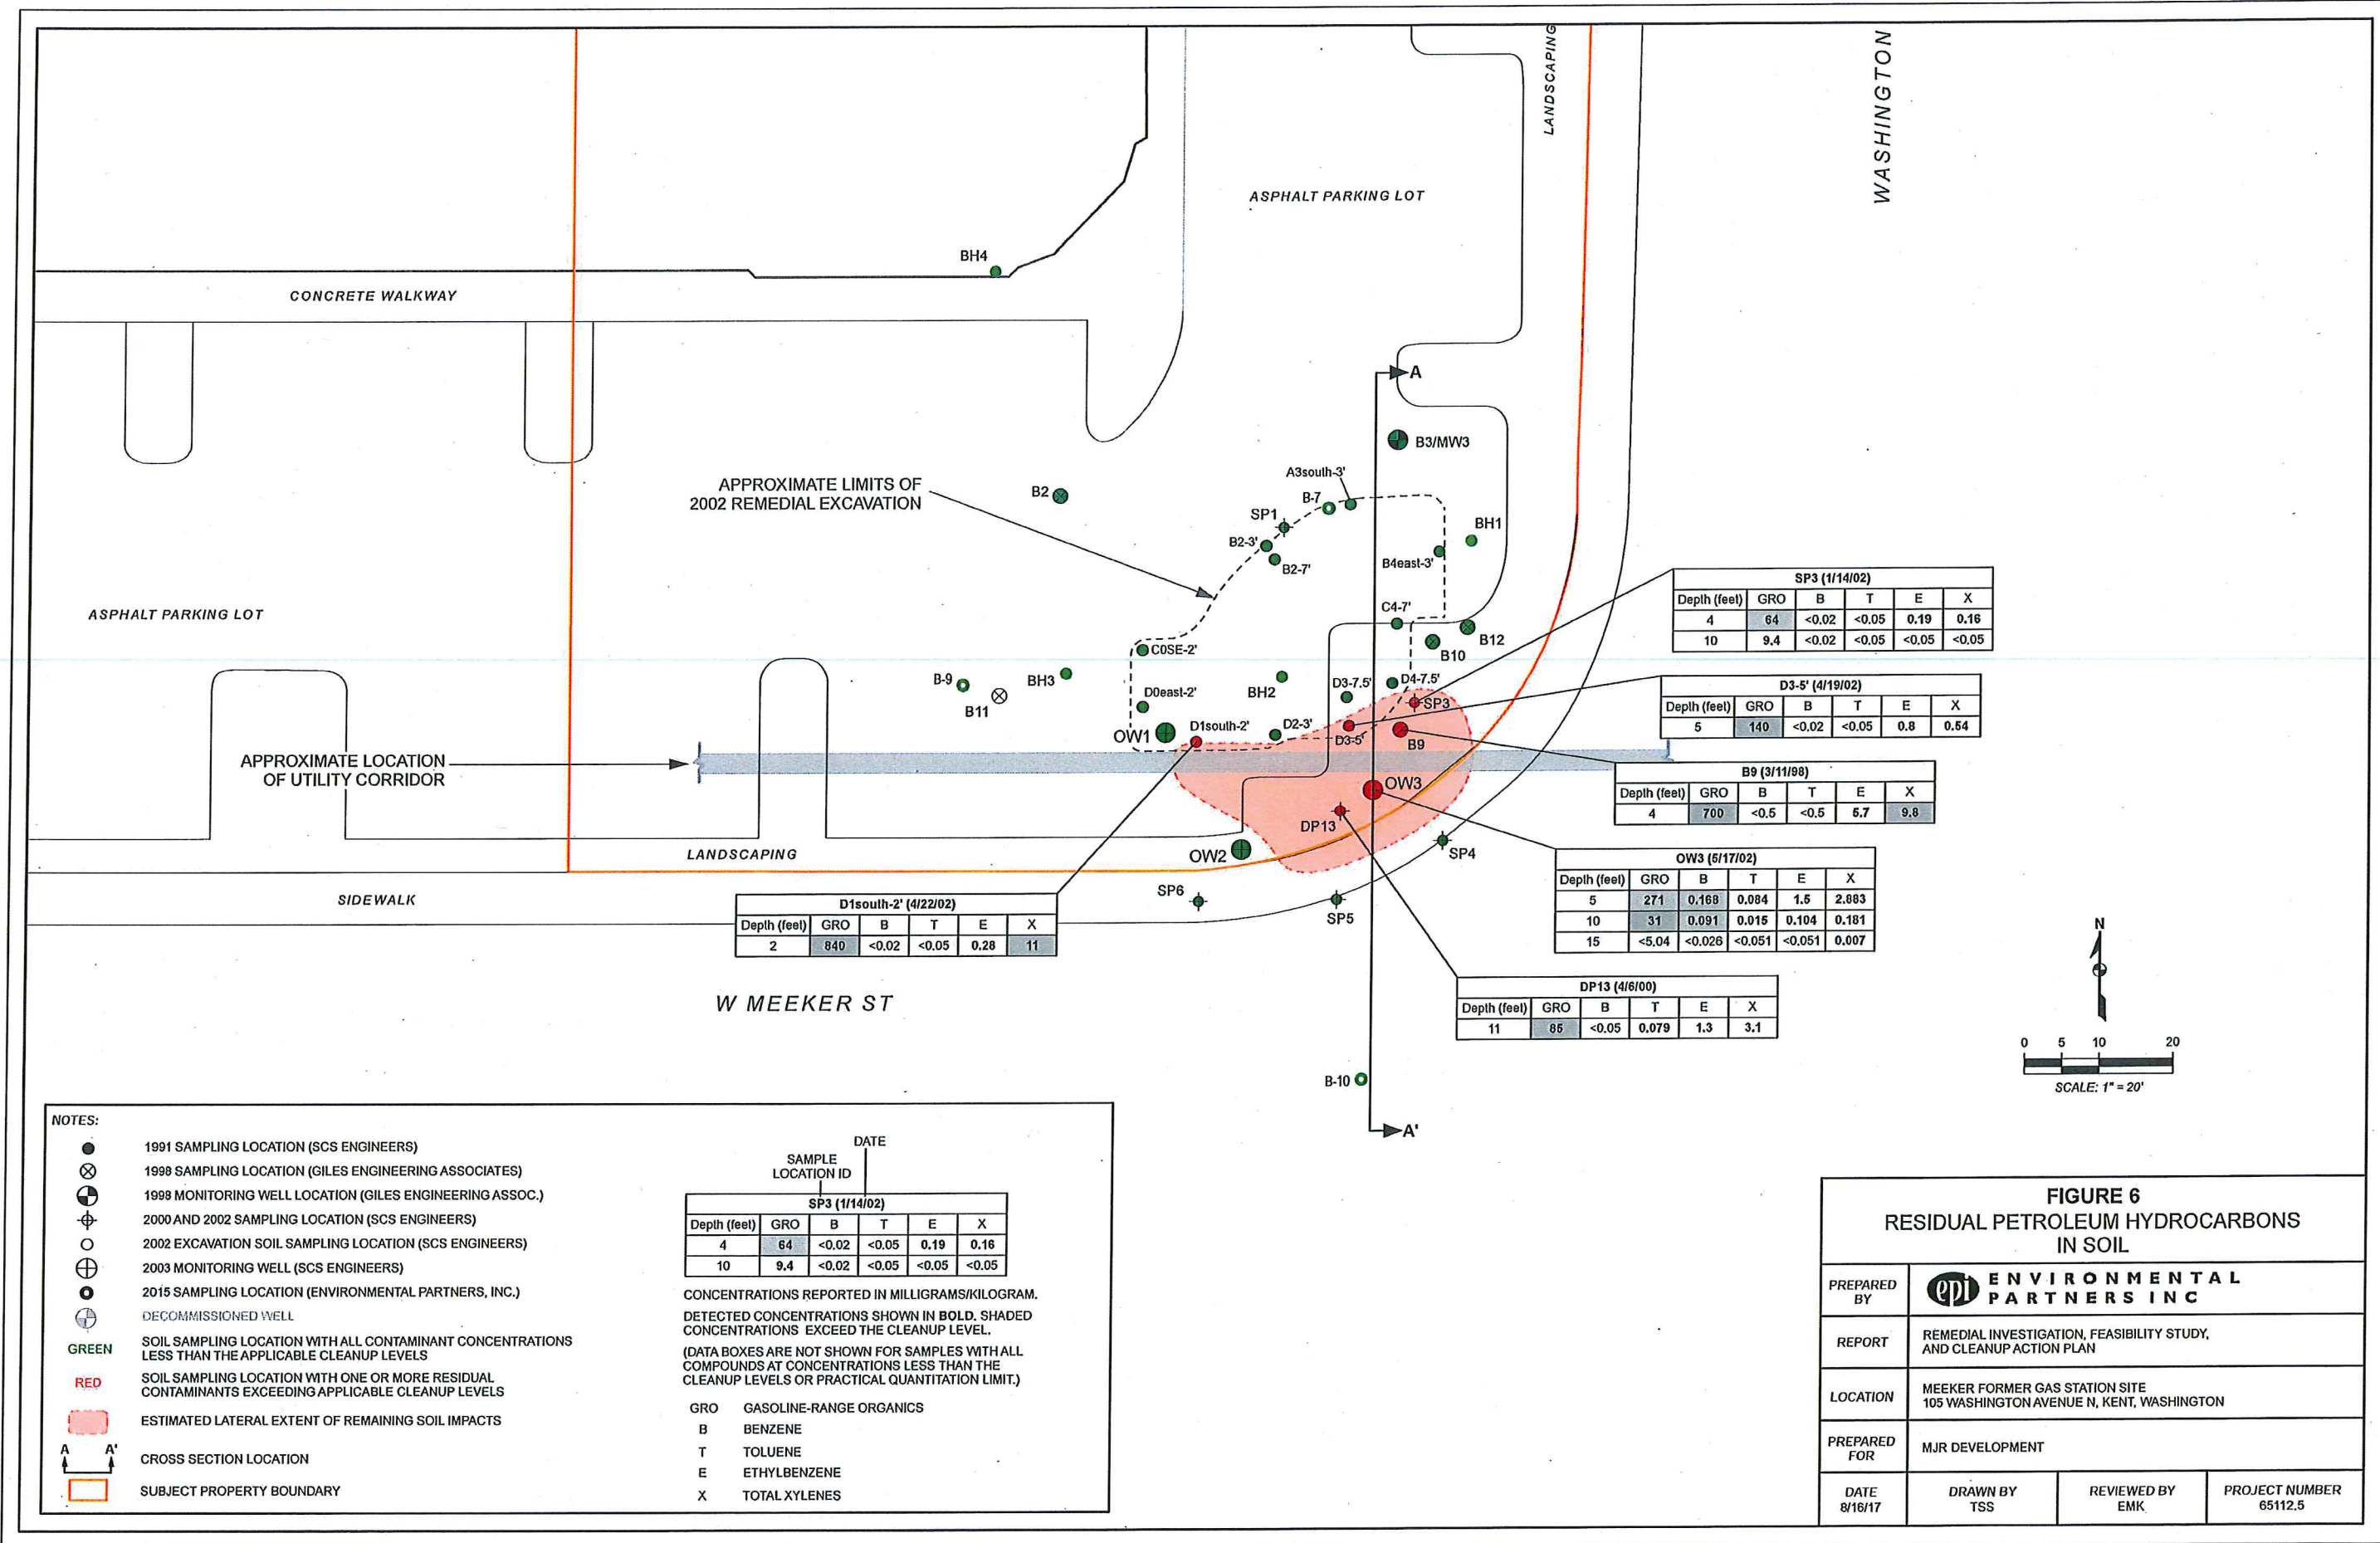 LANDSCAPING
WASHINGTON
ASPHALT PARKING LOT
BH4
CONCRETE WALKWAY
A
B3/MW3
A3south-3'
APPROXIMATE LIMITS OF
2002 REMEDIAL EXCAVATION
B2
B-7
SP1
BH1
B2-3'
B4east-3'
B2-7'
SP3 (1/14/02)
Depth (feet) GRO B T E X
4 64 <0.02 <0.05 0.19 0.16
10 9.4 <0.02 <0.05 <0.05 <0.05
ASPHALT PARKING LOT
C4-7'
B12
B10
C0SE-2'
B-9
BH3
D0east-2'
BH2
D3-7.5'
D4-7.5'
B11
SP3
D3-5' (4/19/02)
Depth (feet) GRO B T E X
5 140 <0.02 <0.05 0.8 0.54
OW1
D1south-2'
D2-3'
D3-5'
B9
APPROXIMATE LOCATION
OF UTILITY CORRIDOR
B9 (3/11/98)
Depth (feet) GRO B T E X
4 700 <0.5 <0.5 5.7 9.8
OW3
DP13
LANDSCAPING
OW2
SP4
OW3 (5/17/02)
Depth (feet) GRO B T E X
5 271 0.168 0.084 1.5 2.883
10 31 0.091 0.015 0.104 0.181
15 <5.04 <0.026 <0.051 <0.051 0.007
SIDEWALK
SP6
SP5
D1south-2' (4/22/02)
Depth (feet) GRO B T E X
2 840 <0.02 <0.05 0.28 11
N
W MEEKER ST
DP13 (4/6/00)
Depth (feet) GRO B T E X
11 85 <0.05 0.079 1.3 3.1
0 5 10 20
SCALE: 1" = 20'
B-10
A'
NOTES:
1991 SAMPLING LOCATION (SCS ENGINEERS)
1998 SAMPLING LOCATION (GILES ENGINEERING ASSOCIATES)
1998 MONITORING WELL LOCATION (GILES ENGINEERING ASSOC.)
2000 AND 2002 SAMPLING LOCATION (SCS ENGINEERS)
2002 EXCAVATION SOIL SAMPLING LOCATION (SCS ENGINEERS)
2003 MONITORING WELL (SCS ENGINEERS)
2015 SAMPLING LOCATION (ENVIRONMENTAL PARTNERS, INC.)
DECOMMISSIONED WELL
GREEN SOIL SAMPLING LOCATION WITH ALL CONTAMINANT CONCENTRATIONS
LESS THAN THE APPLICABLE CLEANUP LEVELS
RED SOIL SAMPLING LOCATION WITH ONE OR MORE RESIDUAL
CONTAMINANTS EXCEEDING APPLICABLE CLEANUP LEVELS
ESTIMATED LATERAL EXTENT OF REMAINING SOIL IMPACTS
A A'
CROSS SECTION LOCATION
SUBJECT PROPERTY BOUNDARY
DATE
SAMPLE
LOCATION ID
SP3 (1/14/02)
Depth (feet) GRO B T E X
4 64 <0.02 <0.05 0.19 0.16
10 9.4 <0.02 <0.05 <0.05 <0.05
CONCENTRATIONS REPORTED IN MILLIGRAMS/KILOGRAM.
DETECTED CONCENTRATIONS SHOWN IN BOLD. SHADED
CONCENTRATIONS EXCEED THE CLEANUP LEVEL.
(DATA BOXES ARE NOT SHOWN FOR SAMPLES WITH ALL
COMPOUNDS AT CONCENTRATIONS LESS THAN THE
CLEANUP LEVELS OR PRACTICAL QUANTITATION LIMIT.)
GRO GASOLINE-RANGE ORGANICS
B BENZENE
T TOLUENE
E ETHYLBENZENE
X TOTAL XYLENES
FIGURE 6
RESIDUAL PETROLEUM HYDROCARBONS
IN SOIL
PREPARED
BY
epi ENVIRONMENTAL
PARTNERS INC
REPORT
REMEDIAL INVESTIGATION, FEASIBILITY STUDY,
AND CLEANUP ACTION PLAN
LOCATION
MEEKER FORMER GAS STATION SITE
105 WASHINGTON AVENUE N, KENT, WASHINGTON
PREPARED
FOR
MJR DEVELOPMENT
DATE
8/16/17
DRAWN BY
TSS
REVIEWED BY
EMK
PROJECT NUMBER
65112.5